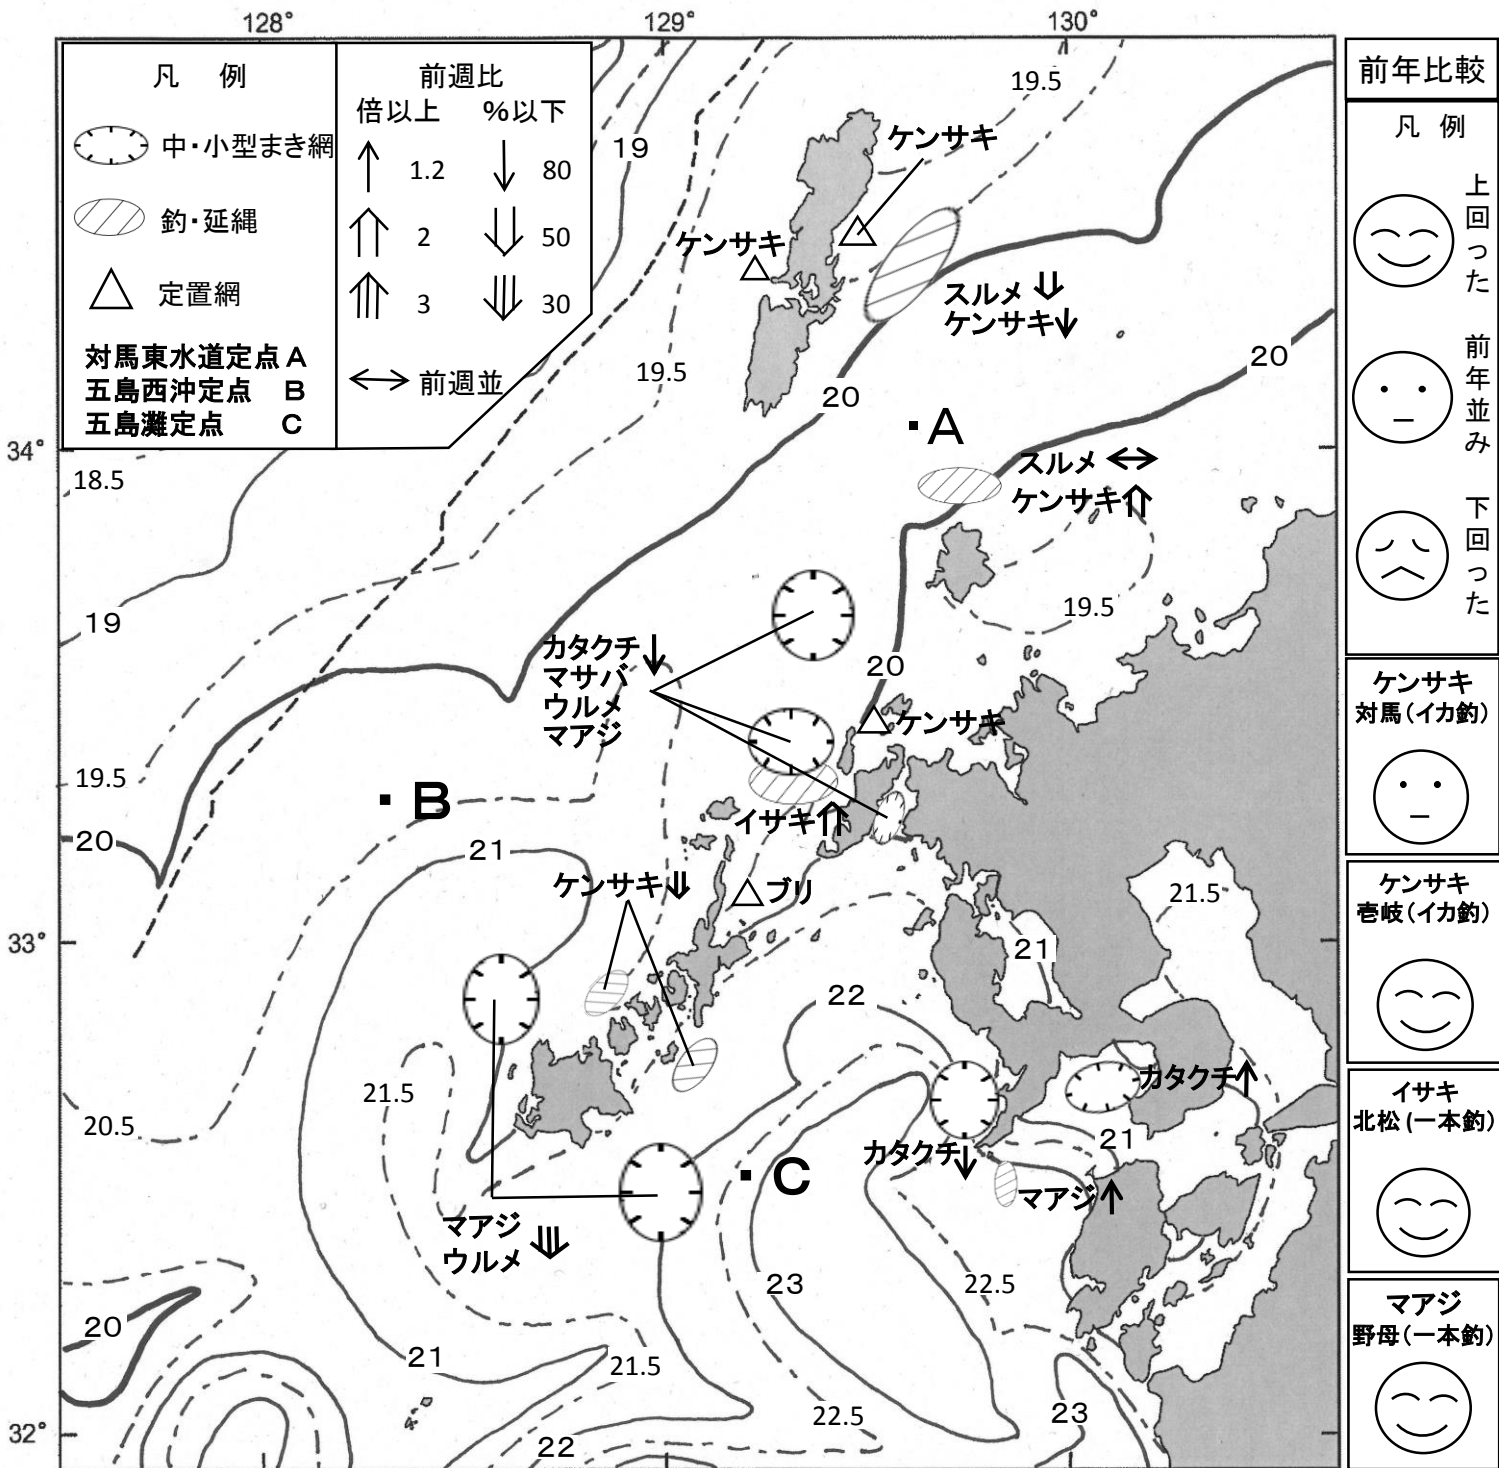 128°
129°
130°
凡 例
中・小型まき網
釣・延縄
定置網
対馬東水道定点 A
五島西沖定点 B
五島灘定点 C
前週比
倍以上 %以下
↑ 1.2 ↓ 80
⇑ 2 ⇓ 50
3 30
↔ 前週並
19.5
19
ケンサキ
ケンサキ
スルメ ⇓
ケンサキ↓
19.5
20
20
34°
A
スルメ ↔
ケンサキ⇑
18.5
19
19.5
カタクチ ↓
マサバ
ウルメ
マアジ
20
ケンサキ
19.5
B
イサキ⇑
20
21
ケンサキ⇓
ブリ
21.5
33°
21
22
21.5
カタクチ↑
20.5
21
カタクチ↓
C
マアジ↑
マアジ
ウルメ
23
22.5
20
21
21.5
22.5
23
32°
22
前年比較
凡 例
上回った
前年並み
下回った
ケンサキ
対馬(イカ釣)
ケンサキ
壱岐(イカ釣)
イサキ
北松(一本釣)
マアジ
野母(一本釣)